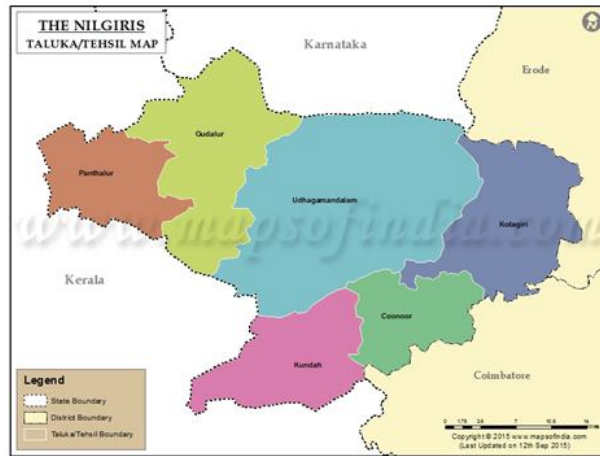 THE NILGIRIS
TALUKA/TEHSIL MAP
Karnataka
Erode
Gudalur
Panthalur
Udhagamandalam
Kotagiri
www.mapsofindia.com
Kerala
Coonoor
Kundah
Coimbatore
Legend
State Boundary
District Boundary
Taluka/Tehsil Boundary
Copyright © 2015 www.mapsofindia.com
(Last Updated on 12th Sep 2015)